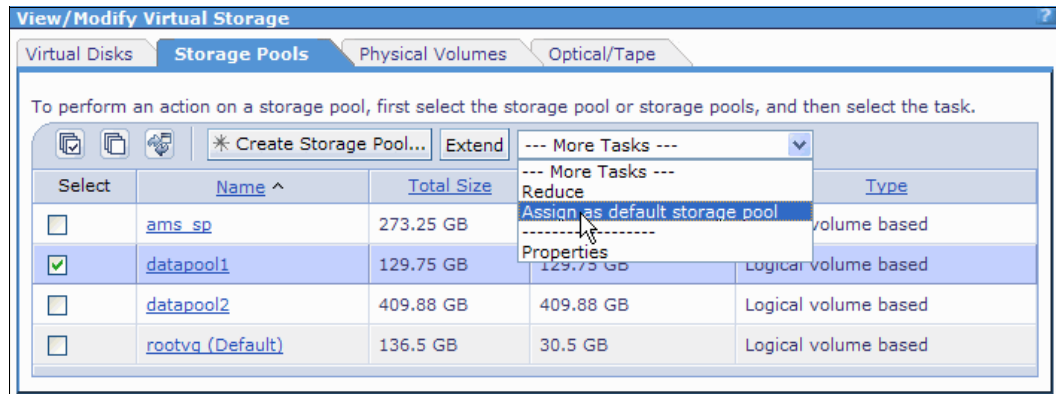 View/Modify Virtual Storage ?
Virtual Disks Storage Pools Physical Volumes Optical/Tape
To perform an action on a storage pool, first select the storage pool or storage pools, and then select the task.
Create Storage Pool... Extend --- More Tasks ---
--- More Tasks ---
Reduce
Assign as default storage pool
------------------
Properties
Select Name ^ Total Size Type
ams_sp 273.25 GB volume based
datapool1 129.75 GB 129.75 GB Logical volume based
datapool2 409.88 GB 409.88 GB Logical volume based
rootvg (Default) 136.5 GB 30.5 GB Logical volume based